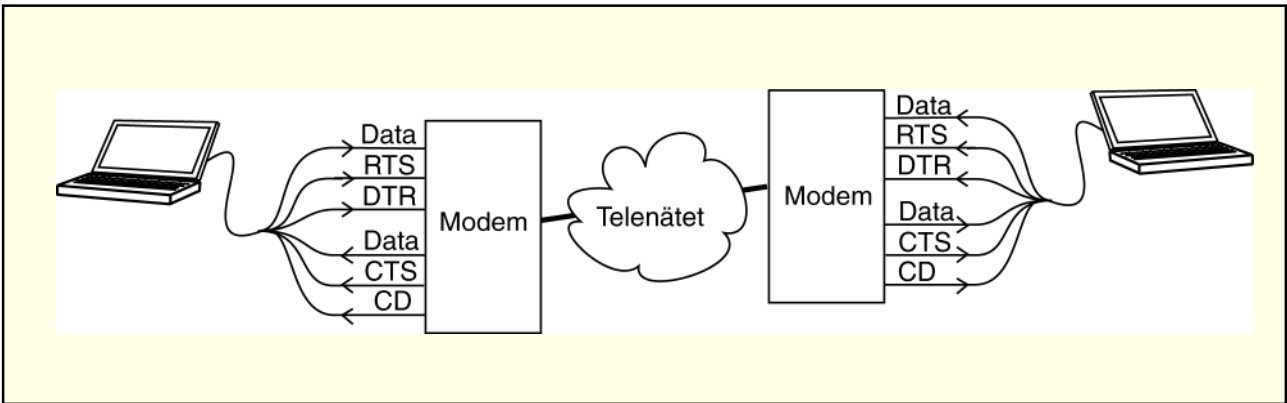 Data
RTS
DTR
Data
CTS
CD
Modem
Telenätet
Modem
Data
RTS
DTR
Data
CTS
CD